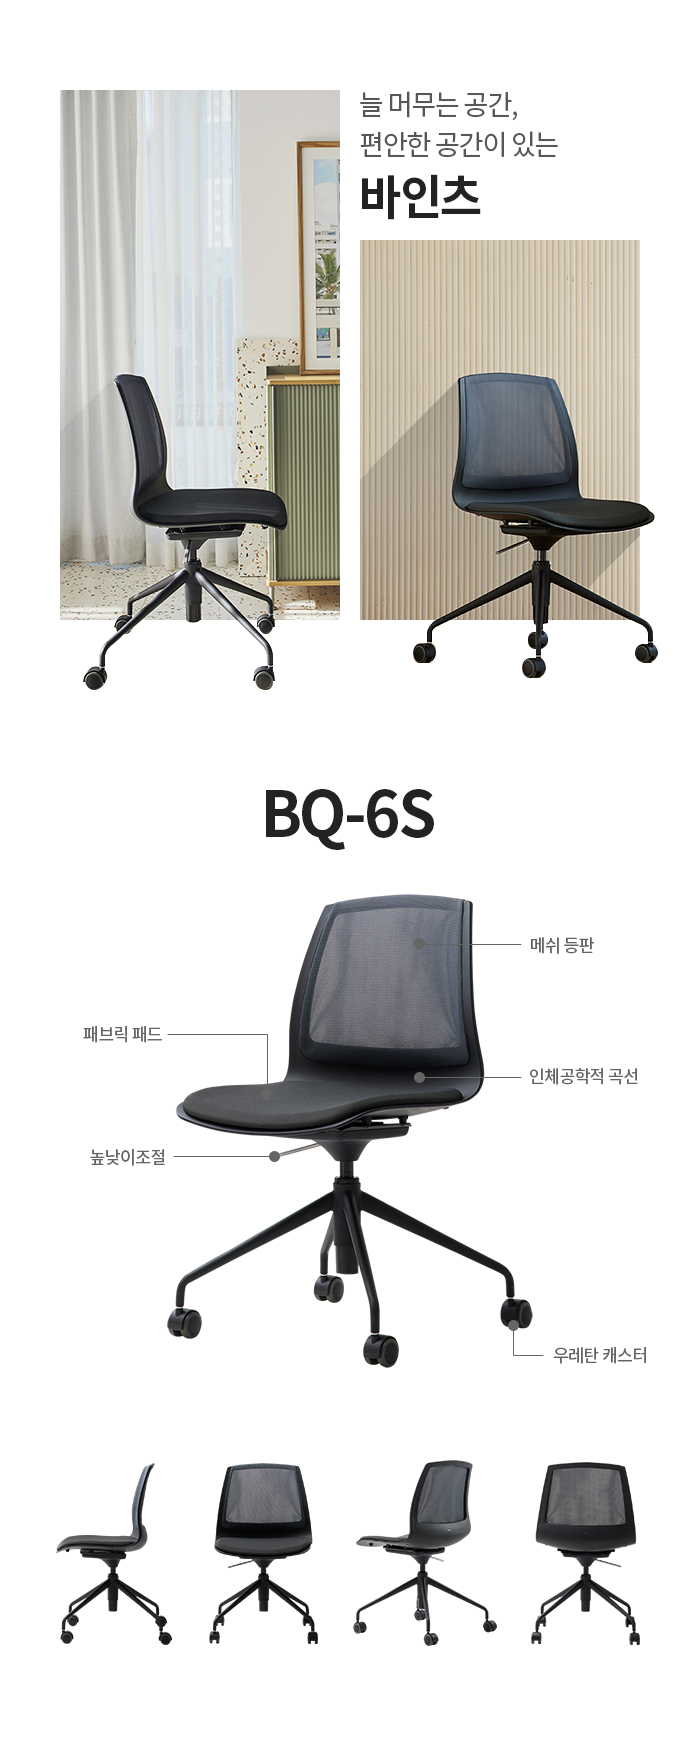 늘 머무는 공간,
편안한 공간이 있는
바인츠
BQ-6S
메쉬 등판
패브릭 패드
인체공학적 곡선
높낮이조절
우레탄 캐스터